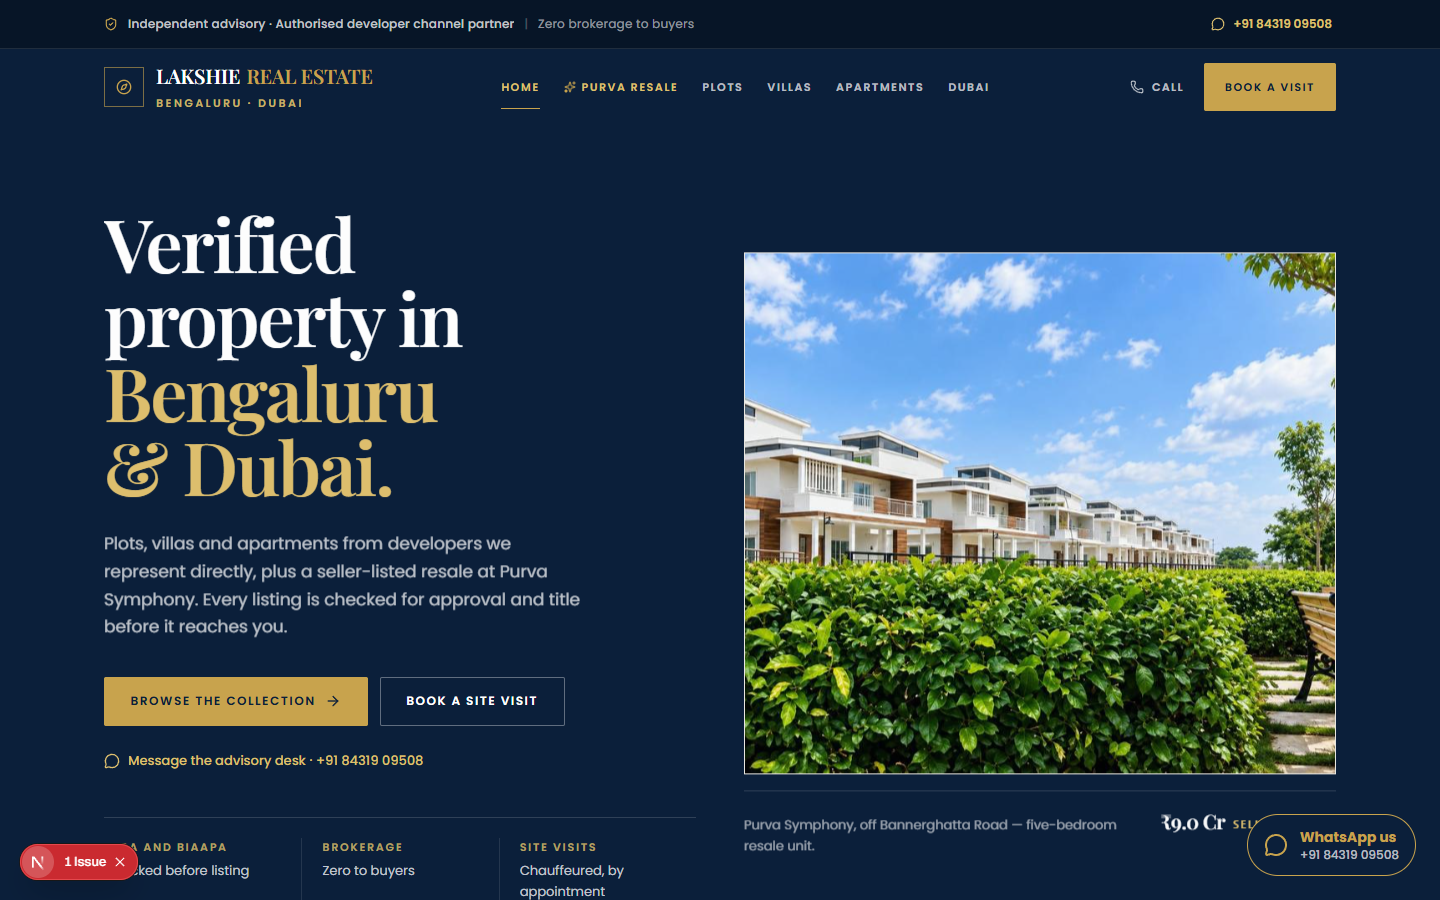 Independent advisory · Authorised developer channel partner | Zero brokerage to buyers
+91 84319 09508
LAKSHIE REAL ESTATE
BENGALURU · DUBAI
HOME
PURVA RESALE
PLOTS
VILLAS
APARTMENTS
DUBAI
CALL
BOOK A VISIT
Verified
property in
Bengaluru
& Dubai.
Plots, villas and apartments from developers we
represent directly, plus a seller-listed resale at Purva
Symphony. Every listing is checked for approval and title
before it reaches you.
BROWSE THE COLLECTION
BOOK A SITE VISIT
Message the advisory desk · +91 84319 09508
Purva Symphony, off Bannerghatta Road — five-bedroom
resale unit.
₹9.0 Cr
AND BIAAPA
before listing
BROKERAGE
Zero to buyers
SITE VISITS
Chauffeured, by
appointment
N 1 Issue
WhatsApp us
+91 84319 09508